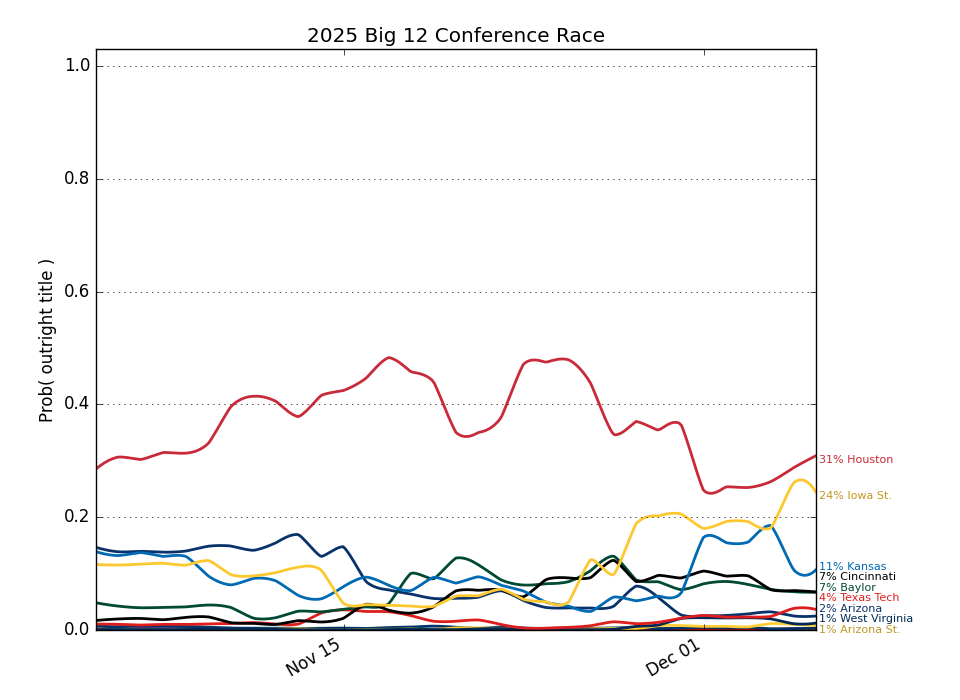 2025 Big 12 Conference Race
Prob( outright title )
1.0
0.8
0.6
0.4
0.2
0.0
Nov 15
Dec 01
31% Houston
24% Iowa St.
11% Kansas
7% Cincinnati
7% Baylor
4% Texas Tech
2% Arizona
1% West Virginia
1% Arizona St.